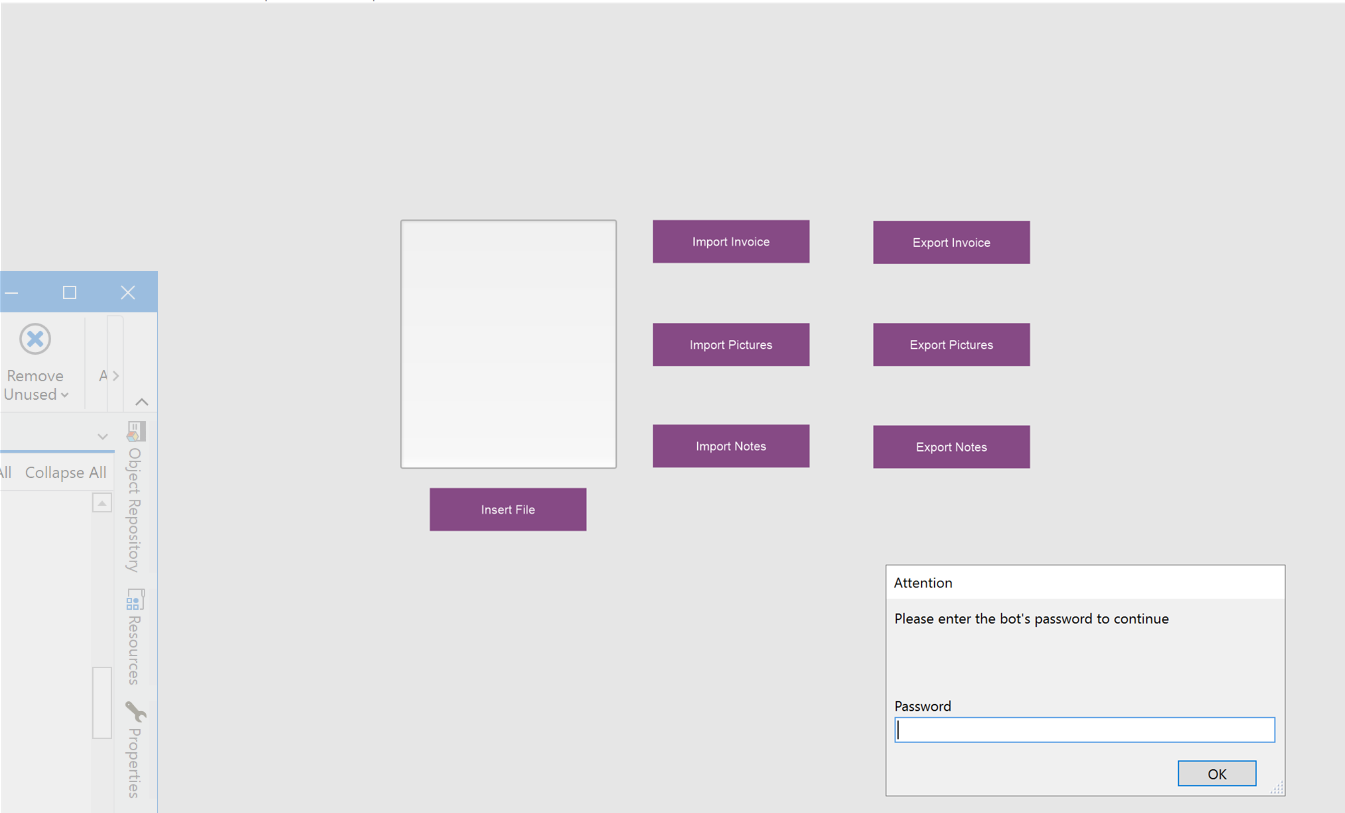 Import Invoice
Export Invoice
Import Pictures
Export Pictures
Import Notes
Export Notes
Insert File
Remove
Unused
A
All Collapse All
Object Repository
Resources
Properties
Attention
Please enter the bot's password to continue
Password
OK